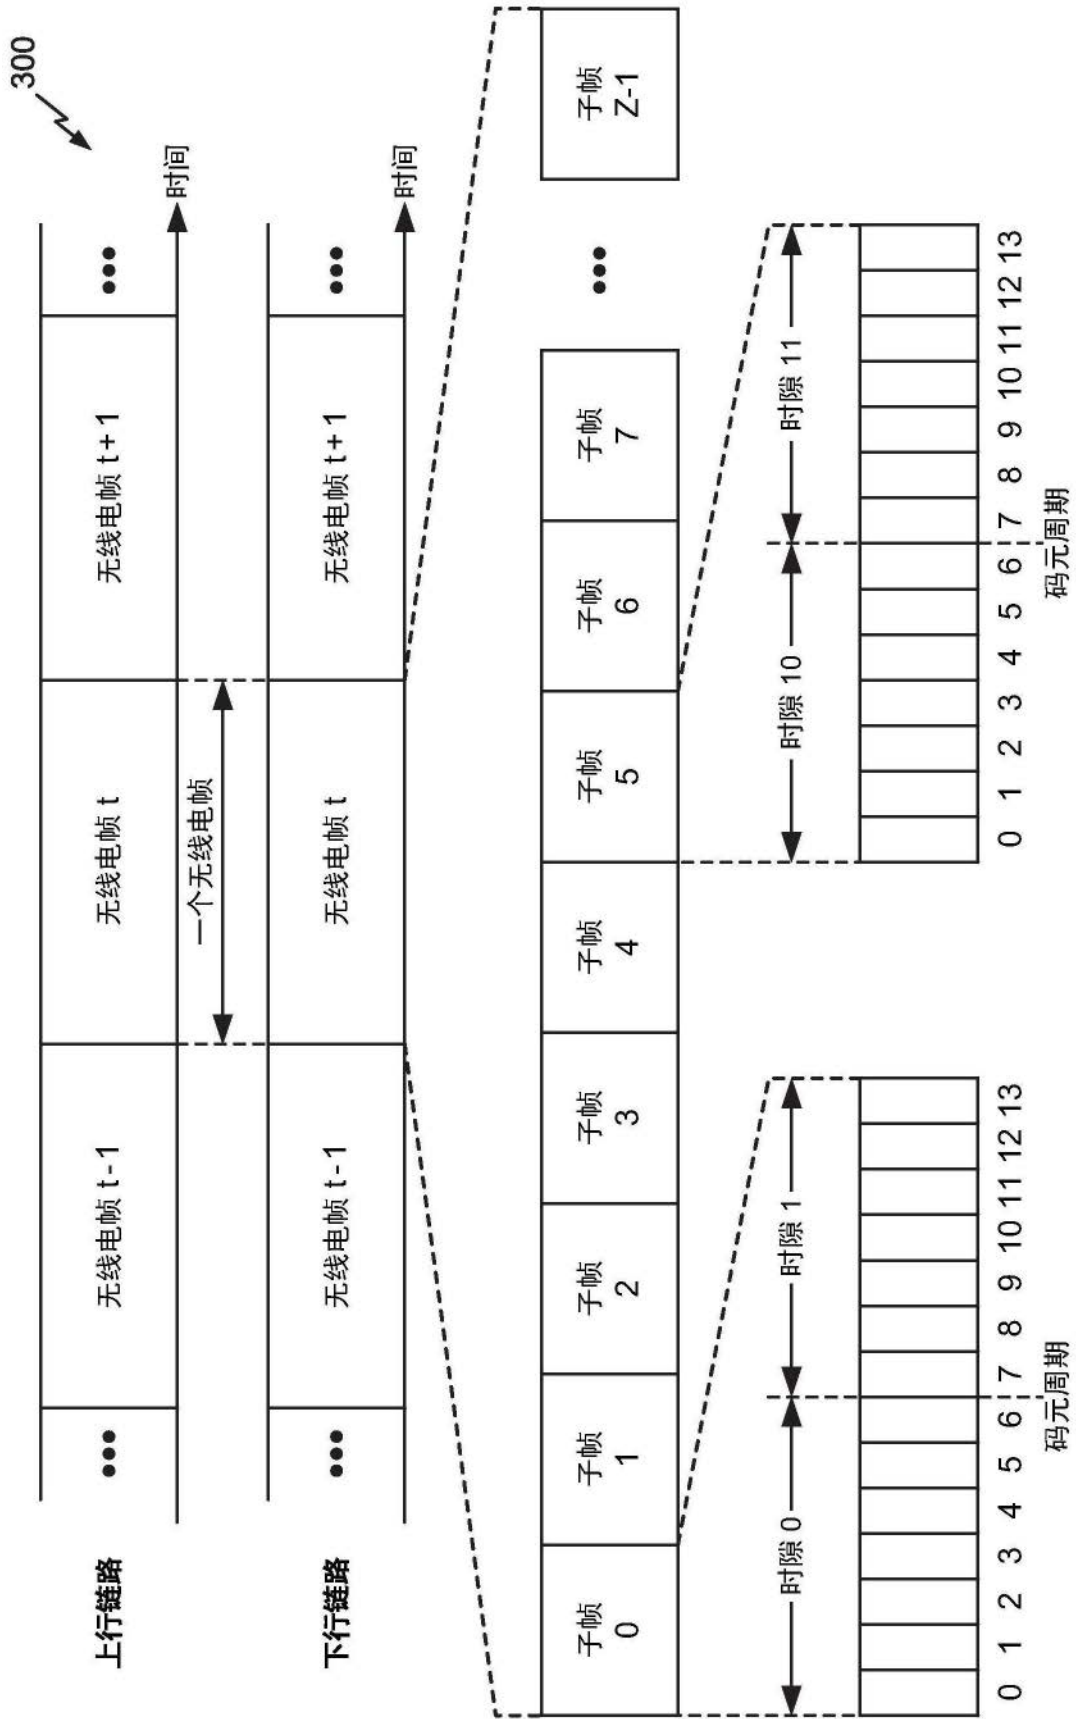 300
上行链路
••• 无线电帧 t-1 无线电帧 t 无线电帧 t+1 •••
时间
一个无线电帧
下行链路
••• 无线电帧 t-1 无线电帧 t 无线电帧 t+1 •••
时间
子帧 0
子帧 1
子帧 2
子帧 3
子帧 4
子帧 5
子帧 6
子帧 7
•••
子帧 Z-1
时隙 0
时隙 1
0 1 2 3 4 5 6 7 8 9 10 11 12 13
码元周期
时隙 10
时隙 11
0 1 2 3 4 5 6 7 8 9 10 11 12 13
码元周期